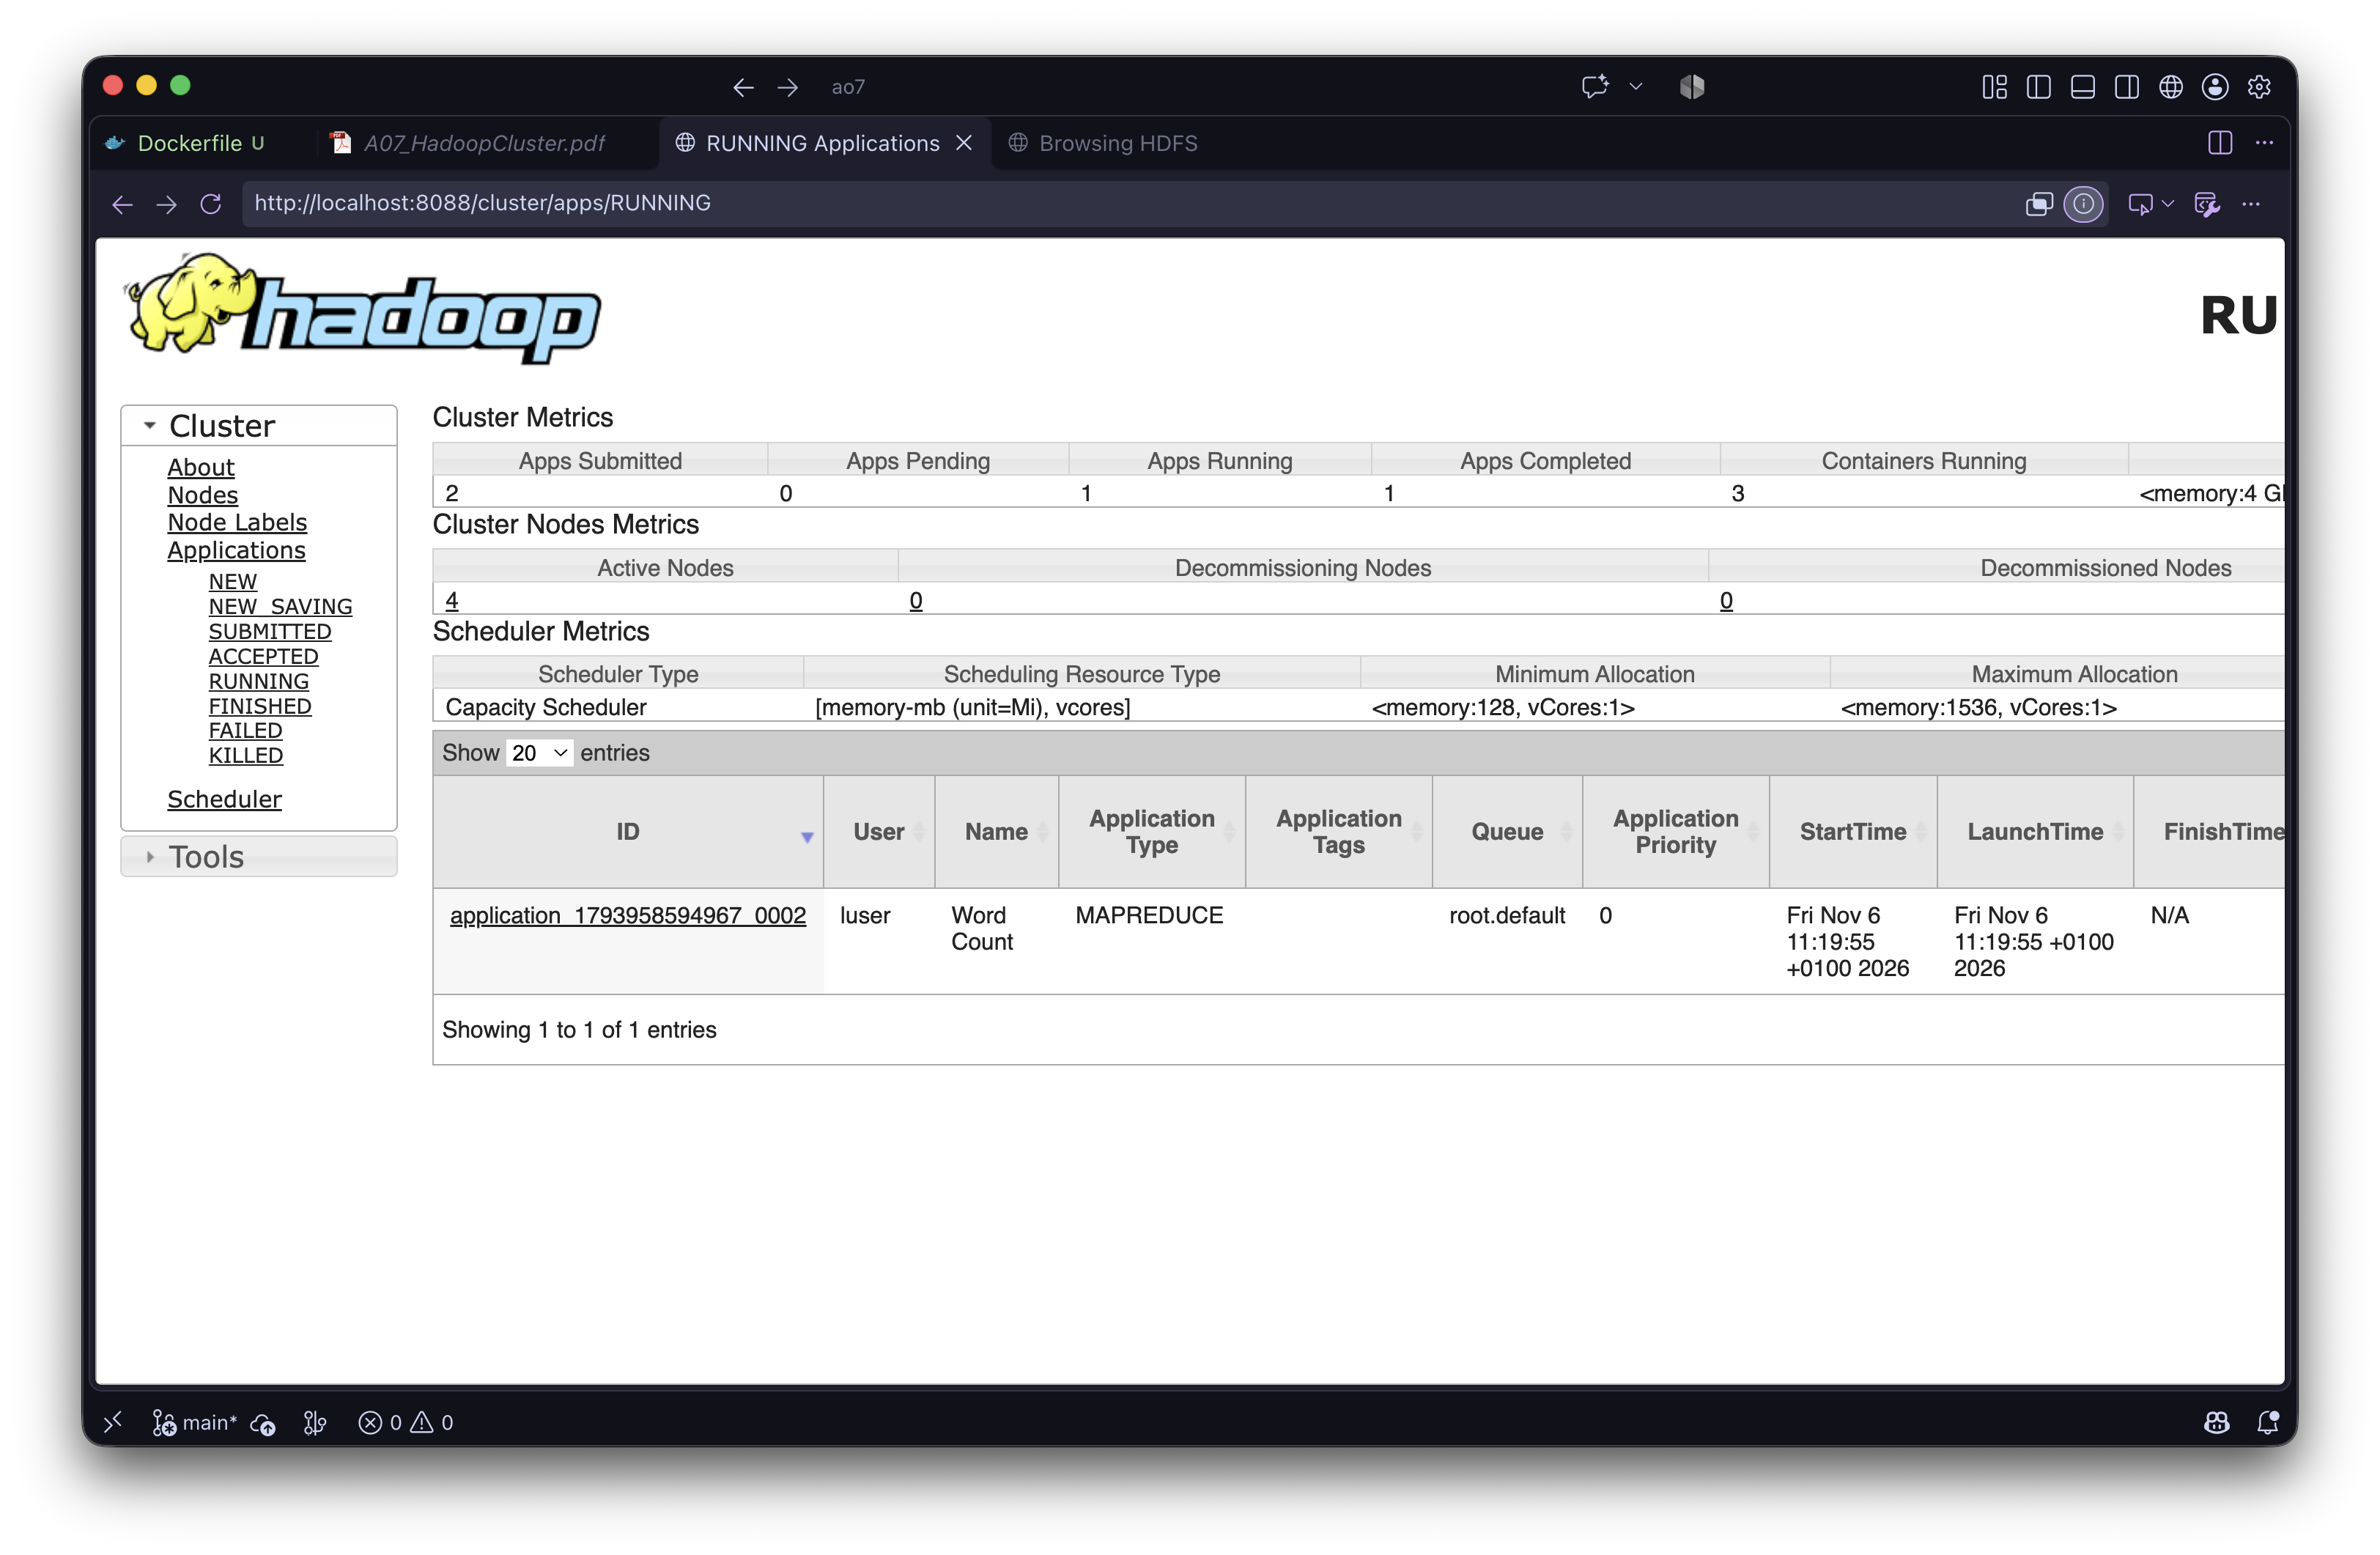 ao7
Dockerfile U
A07_HadoopCluster.pdf
RUNNING Applications
Browsing HDFS
http://localhost:8088/cluster/apps/RUNNING
hadoop
RU
Cluster
About
Nodes
Node Labels
Applications
NEW
NEW_SAVING
SUBMITTED
ACCEPTED
RUNNING
FINISHED
FAILED
KILLED
Scheduler
Tools
Cluster Metrics
Apps Submitted Apps Pending Apps Running Apps Completed Containers Running
2 0 1 1 3 <memory:4 G
Cluster Nodes Metrics
Active Nodes Decommissioning Nodes Decommissioned Nodes
4 0 0
Scheduler Metrics
Scheduler Type Scheduling Resource Type Minimum Allocation Maximum Allocation
Capacity Scheduler [memory-mb (unit=Mi), vcores] <memory:128, vCores:1> <memory:1536, vCores:1>
Show 20 entries
ID User Name Application Type Application Tags Queue Application Priority StartTime LaunchTime FinishTime
application_1793958594967_0002 luser Word Count MAPREDUCE root.default 0 Fri Nov 6 11:19:55 +0100 2026 Fri Nov 6 11:19:55 +0100 2026 N/A
Showing 1 to 1 of 1 entries
main* 0 0